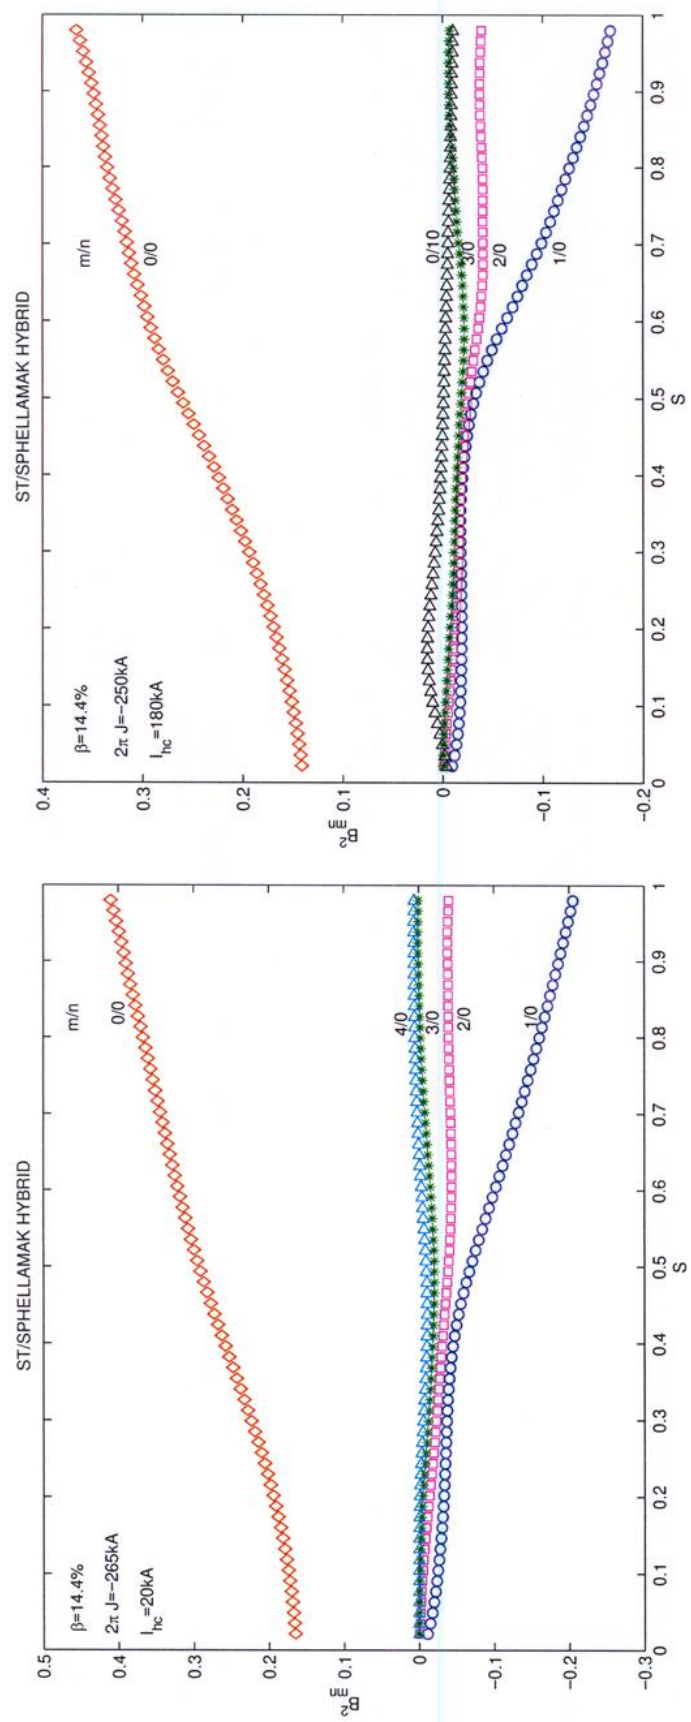 ST/SPHELLAMAK HYBRID
β=14.4%
2π J=−265kA
I_hc=20kA
m/n
0/0
4/0
3/0
2/0
1/0
B²_mn
0.5
0.4
0.3
0.2
0.1
0
−0.1
−0.2
−0.3
0 0.1 0.2 0.3 0.4 0.5 0.6 0.7 0.8 0.9 1
S
ST/SPHELLAMAK HYBRID
β=14.4%
2π J=−250kA
I_hc=180kA
m/n
0/0
0/10
3/0
2/0
1/0
B²_mn
0.4
0.3
0.2
0.1
0
−0.1
−0.2
0 0.1 0.2 0.3 0.4 0.5 0.6 0.7 0.8 0.9 1
S